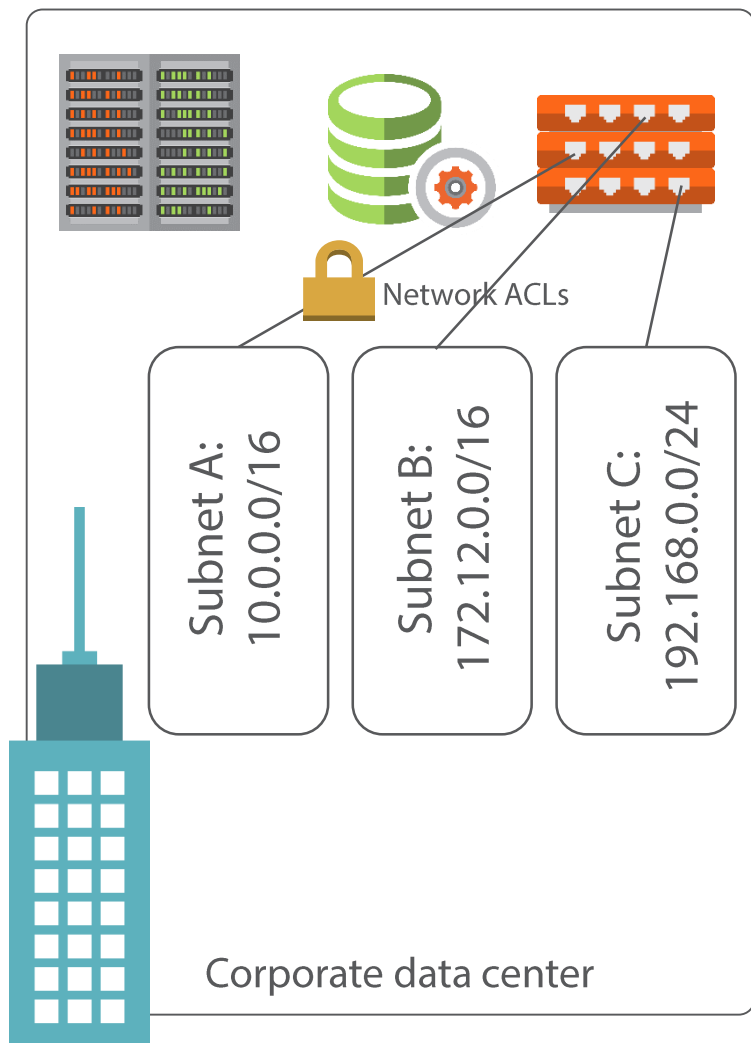 Network ACLs
Subnet A:
10.0.0.0/16
Subnet B:
172.12.0.0/16
Subnet C:
192.168.0.0/24
Corporate data center